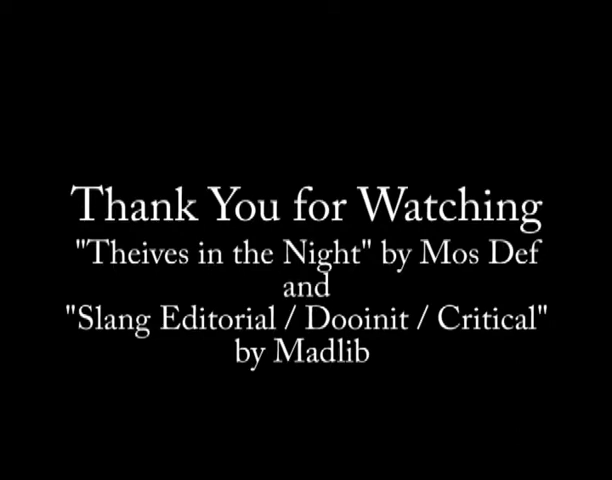 Thank You for Watching
"Theives in the Night" by Mos Def
and
"Slang Editorial / Dooinit / Critical"
by Madlib